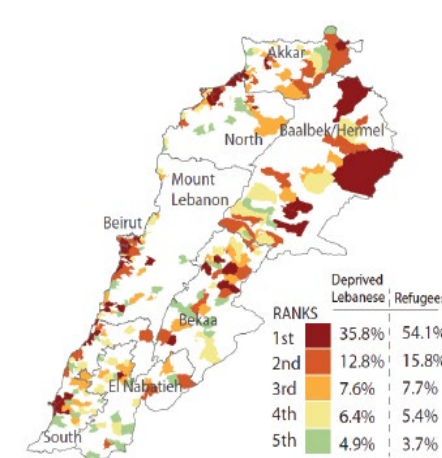 Akkar
North
Baalbek/Hermel
Mount
Lebanon
Beirut
Bekaa
El Nabatieh
South
Deprived
Lebanese
Refugees
RANKS
1st 35.8% 54.1%
2nd 12.8% 15.8%
3rd 7.6% 7.7%
4th 6.4% 5.4%
5th 4.9% 3.7%